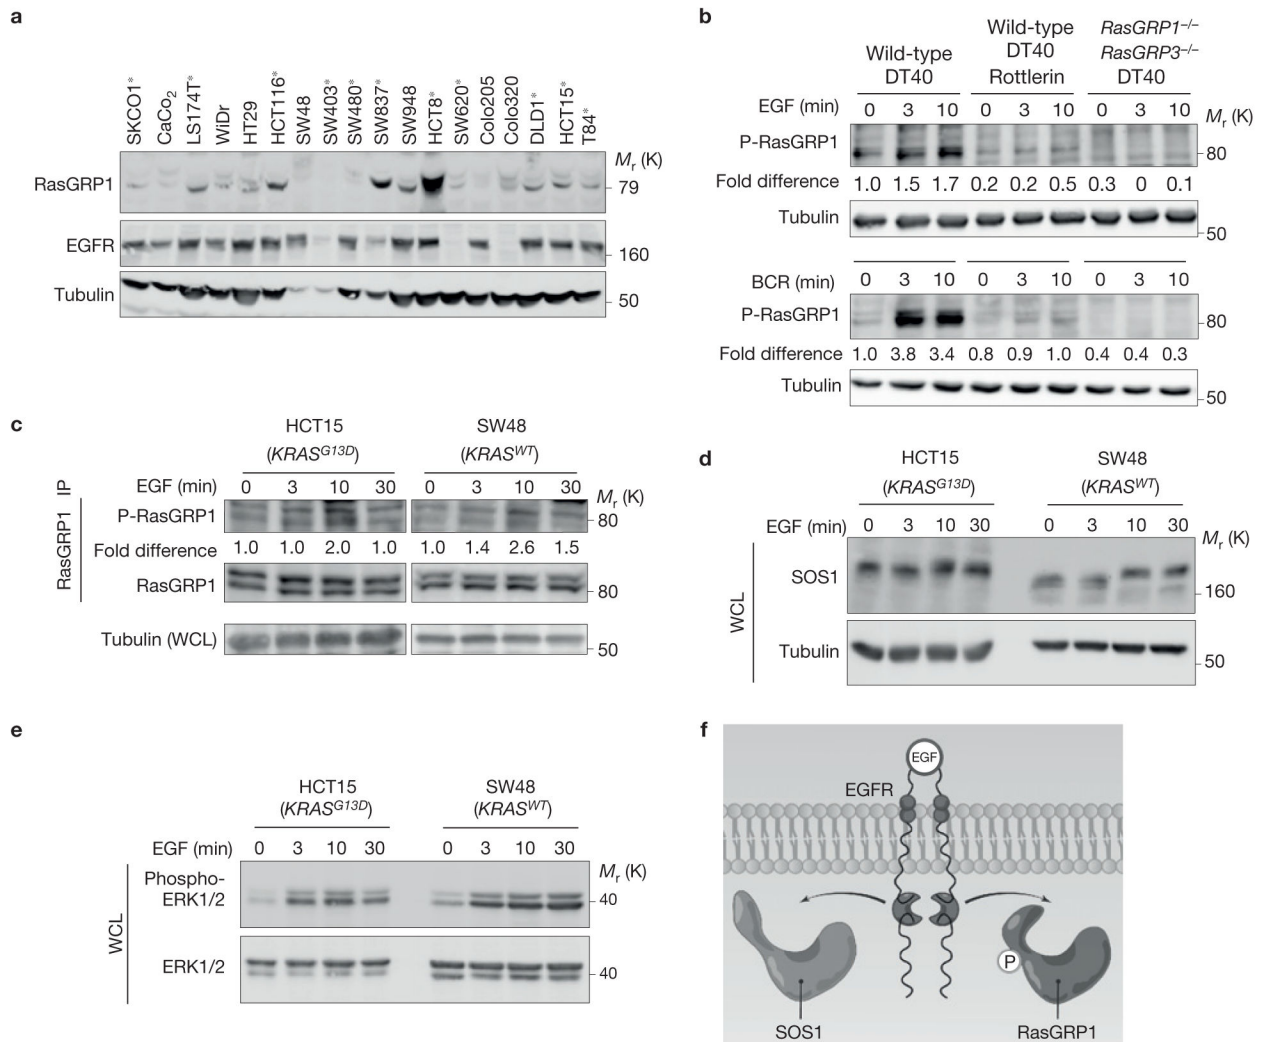 a
SKCO1*
CaCo2
LS174T*
WiDr
HT29
HCT116*
SW48
SW403*
SW480*
SW837*
SW948
HCT8*
SW620*
Colo205
Colo320
DLD1*
HCT15*
T84*
Mr (K)
RasGRP1
79
EGFR
160
Tubulin
50
b
Wild-type DT40
Wild-type DT40 Rottlerin
RasGRP1–/– RasGRP3–/– DT40
EGF (min) 0 3 10 0 3 10 0 3 10
Mr (K)
P-RasGRP1
80
Fold difference 1.0 1.5 1.7 0.2 0.2 0.5 0.3 0 0.1
Tubulin
50
BCR (min) 0 3 10 0 3 10 0 3 10
P-RasGRP1
80
Fold difference 1.0 3.8 3.4 0.8 0.9 1.0 0.4 0.4 0.3
Tubulin
50
c
HCT15 SW48
(KRASG13D) (KRASWT)
EGF (min) 0 3 10 30 0 3 10 30
Mr (K)
RasGRP1 IP
P-RasGRP1
80
Fold difference 1.0 1.0 2.0 1.0 1.0 1.4 2.6 1.5
RasGRP1
80
Tubulin (WCL)
50
d
HCT15 SW48
(KRASG13D) (KRASWT)
EGF (min) 0 3 10 30 0 3 10 30
Mr (K)
WCL
SOS1
160
Tubulin
50
e
HCT15 SW48
(KRASG13D) (KRASWT)
EGF (min) 0 3 10 30 0 3 10 30
Mr (K)
WCL
Phospho-
ERK1/2
40
ERK1/2
40
f
EGF
EGFR
P
SOS1
RasGRP1